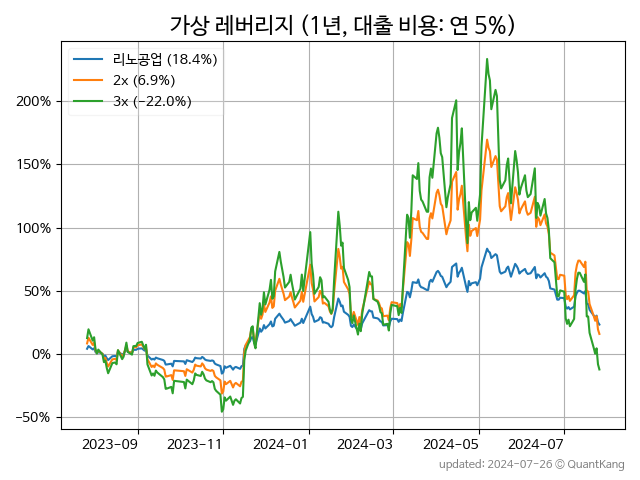 가상 레버리지 (1년, 대출 비용: 연 5%)
리노공업 (18.4%)
2x (6.9%)
3x (−22.0%)
200%
150%
100%
50%
0%
−50%
2023−09 2023−11 2024−01 2024−03 2024−05 2024−07
updated: 2024-07-26 © QuantKang